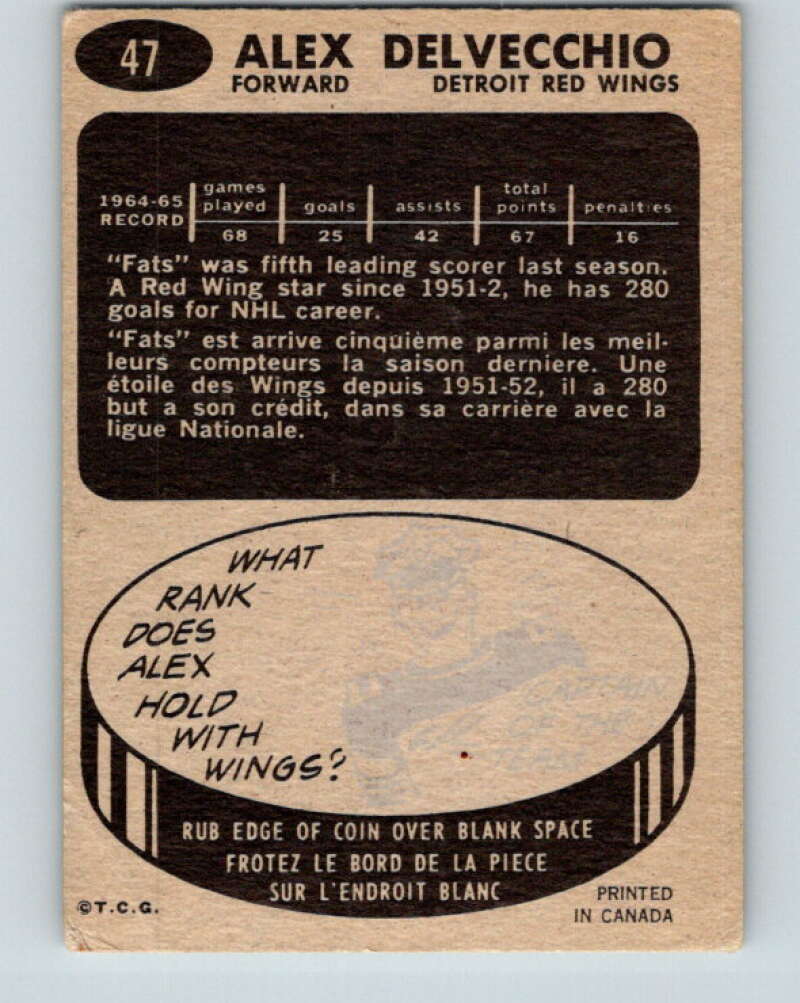 47 ALEX DELVECCHIO
FORWARD DETROIT RED WINGS
1964-65 RECORD games played goals assists total points penalties
68 25 42 67 16
"Fats" was fifth leading scorer last season.
A Red Wing star since 1951-2, he has 280
goals for NHL career.
"Fats" est arrive cinquième parmi les meil-
leurs compteurs la saison derniere. Une
étoile des Wings depuis 1951-52, il a 280
but a son crédit, dans sa carrière avec la
ligue Nationale.
WHAT
RANK
DOES
ALEX
HOLD
WITH
WINGS?
CAPTAIN
OF THE
RUB EDGE OF COIN OVER BLANK SPACE
FROTEZ LE BORD DE LA PIECE
SUR L'ENDROIT BLANC
©T.C.G.
PRINTED
IN CANADA